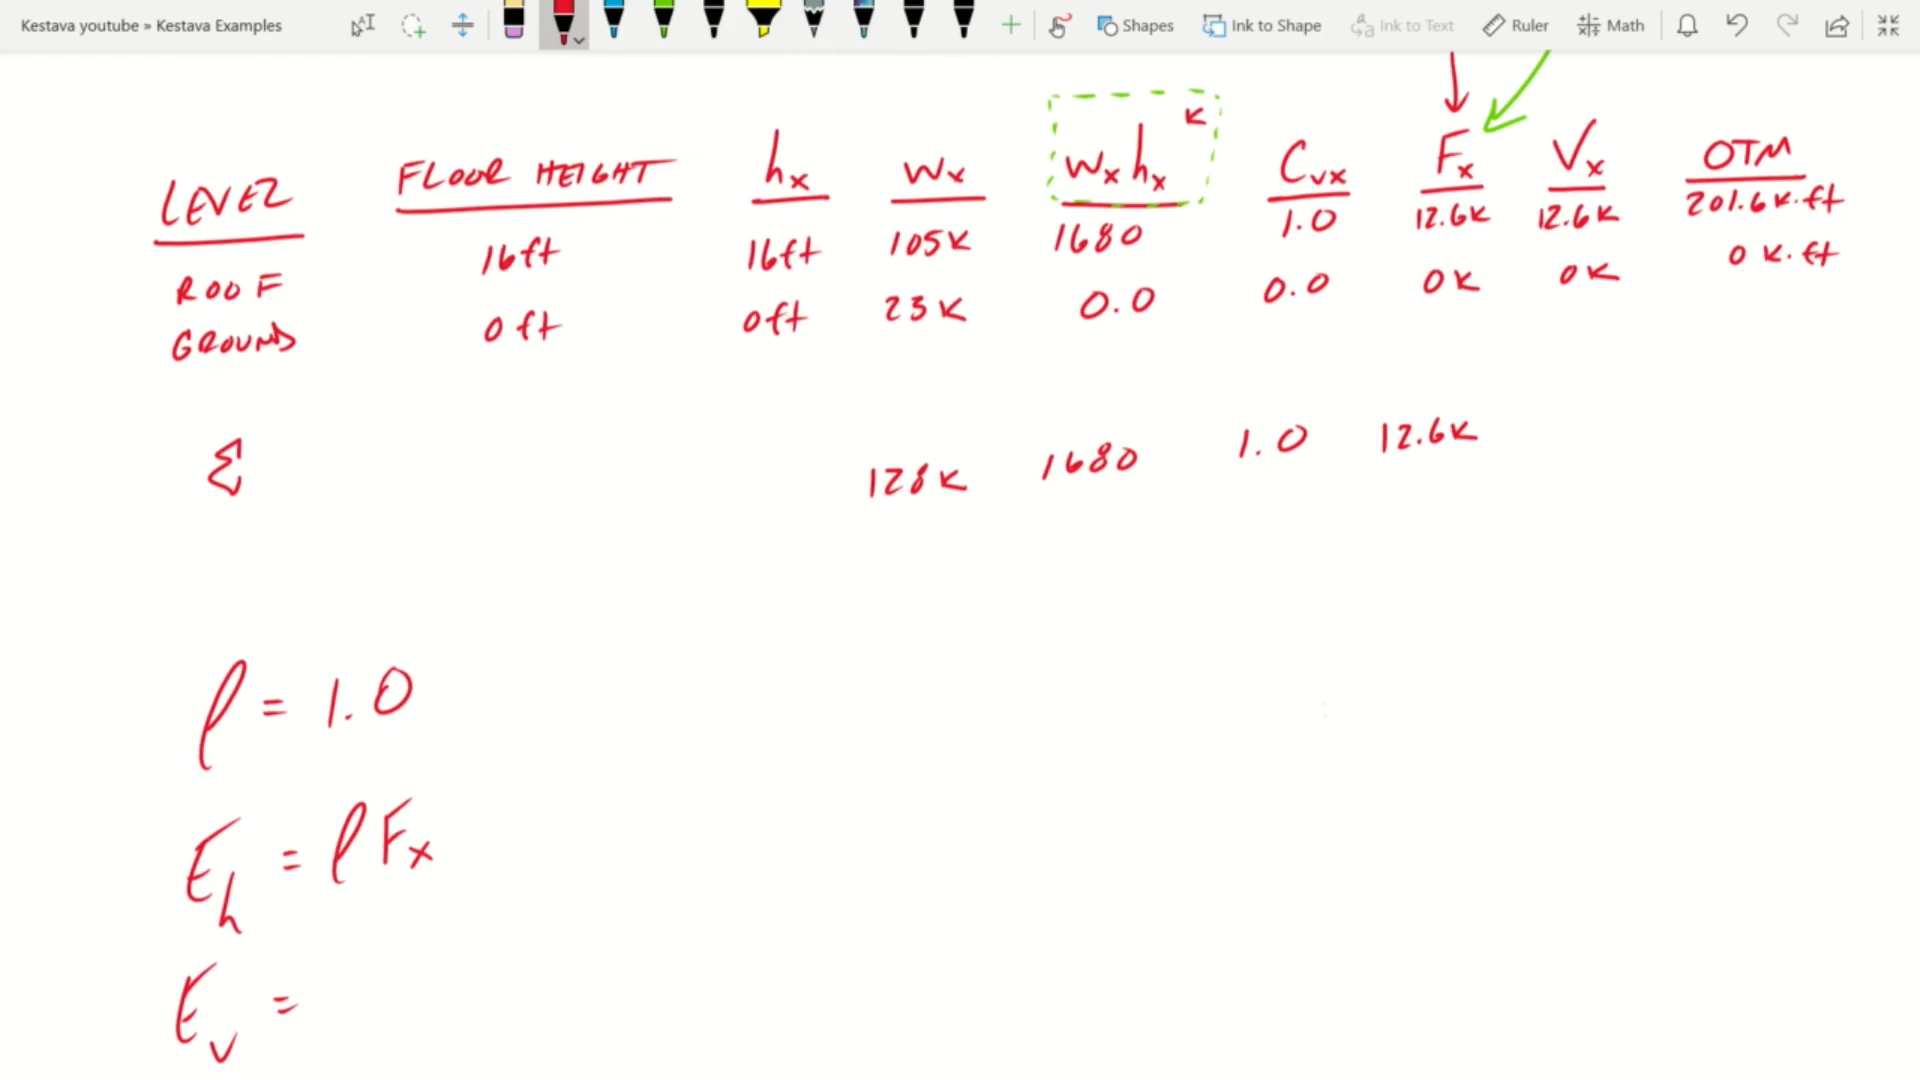 Kestava youtube » Kestava Examples
Shapes
Ink to Shape
Ink to Text
Ruler
Math
LEVEL FLOOR HEIGHT hx Wx Wx hx^K Cvx Fx Vx OTM
ROOF 16ft 16ft 105K 1680 1.0 12.6K 12.6K 201.6K.ft
GROUND 0ft 0ft 23K 0.0 0.0 0K 0K 0 K.ft
Σ 128K 1680 1.0 12.6K
ρ = 1.0
Eh = ρFx
Ev =